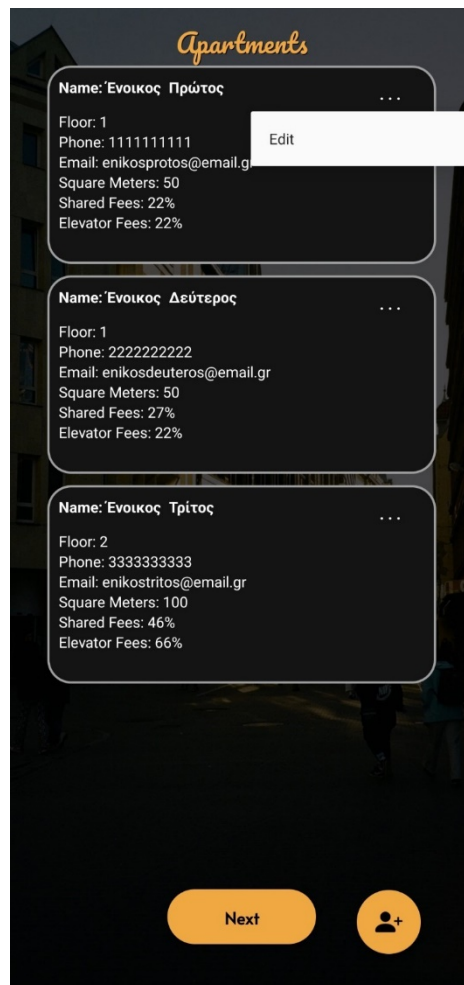 Apartments
Name: Ένοικος Πρώτος
...
Floor: 1
Phone: 1111111111
Edit
Email: enikosprotos@email.g
Square Meters: 50
Shared Fees: 22%
Elevator Fees: 22%
Name: Ένοικος Δεύτερος
...
Floor: 1
Phone: 2222222222
Email: enikosdeuteros@email.gr
Square Meters: 50
Shared Fees: 27%
Elevator Fees: 22%
Name: Ένοικος Τρίτος
...
Floor: 2
Phone: 3333333333
Email: enikostritos@email.gr
Square Meters: 100
Shared Fees: 46%
Elevator Fees: 66%
Next